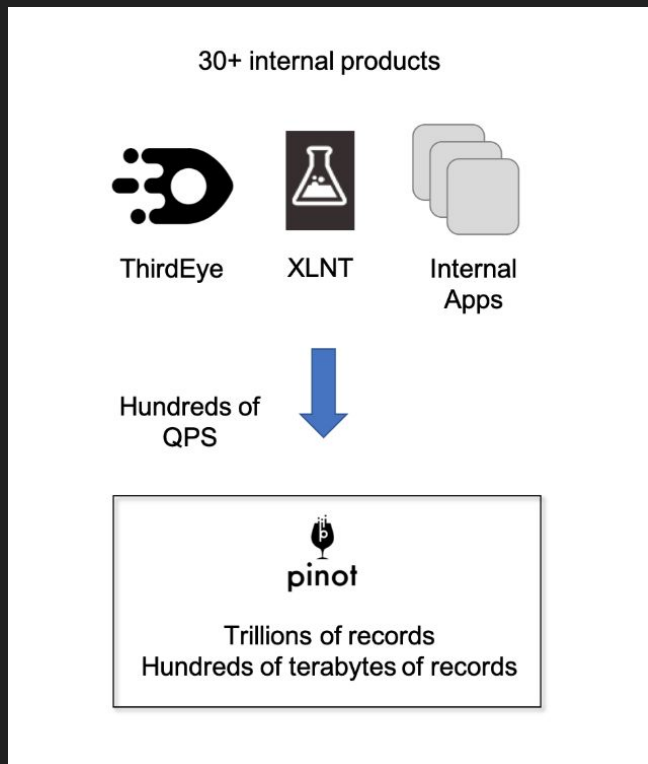 30+ internal products
ThirdEye
XLNT
Internal
Apps
Hundreds of
QPS
p
pinot
Trillions of records
Hundreds of terabytes of records